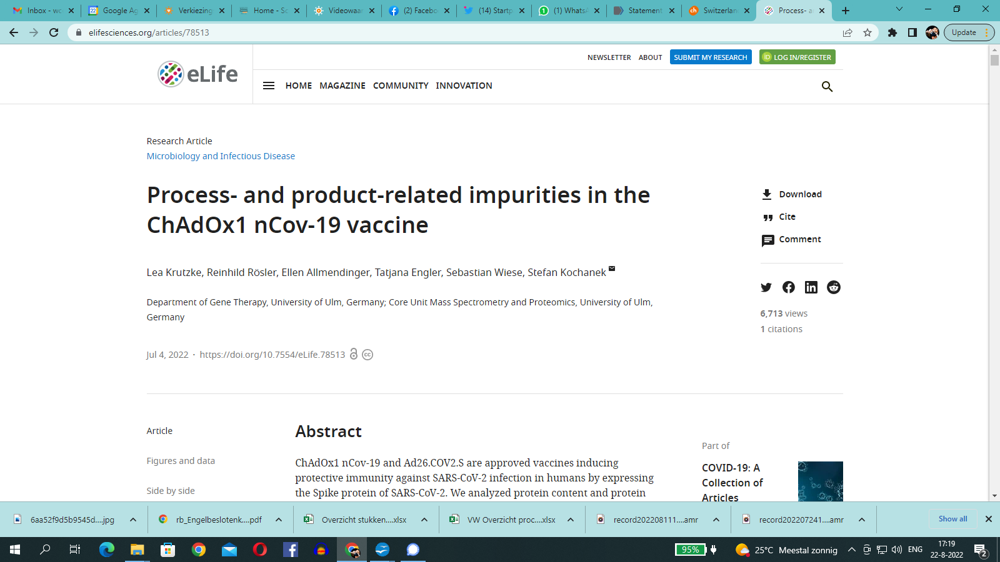 Inbox - wo
22 Google Ag
Verkiezing
Home - Sc
Videowaar
(2) Facebo
(14) Startp
1 (1) WhatsA
Statement
ch Switzerlan
Process- a
elifesciences.org/articles/78513
Update
eLife
NEWSLETTER ABOUT SUBMIT MY RESEARCH iD LOG IN/REGISTER
HOME MAGAZINE COMMUNITY INNOVATION
Research Article
Microbiology and Infectious Disease
Process- and product-related impurities in the
ChAdOx1 nCov-19 vaccine
Download
Cite
Comment
Lea Krutzke, Reinhild Rösler, Ellen Allmendinger, Tatjana Engler, Sebastian Wiese, Stefan Kochanek
Department of Gene Therapy, University of Ulm, Germany; Core Unit Mass Spectrometry and Proteomics, University of Ulm,
Germany
6,713 views
1 citations
Jul 4, 2022 · https://doi.org/10.7554/eLife.78513 cc
Article
Figures and data
Side by side
Abstract
ChAdOx1 nCov-19 and Ad26.COV2.S are approved vaccines inducing
protective immunity against SARS-CoV-2 infection in humans by expressing
the Spike protein of SARS-CoV-2. We analyzed protein content and protein
Part of
COVID-19: A
Collection of
Articles
6aa52f9d5b9545d....jpg
rb_Engelbeslotenk....pdf
Overzicht stukken....xlsx
VW Overzicht proc....xlsx
record202208111....amr
record202207241....amr
Show all
95%
25°C Meestal zonnig
ENG
17:19
22-8-2022
2